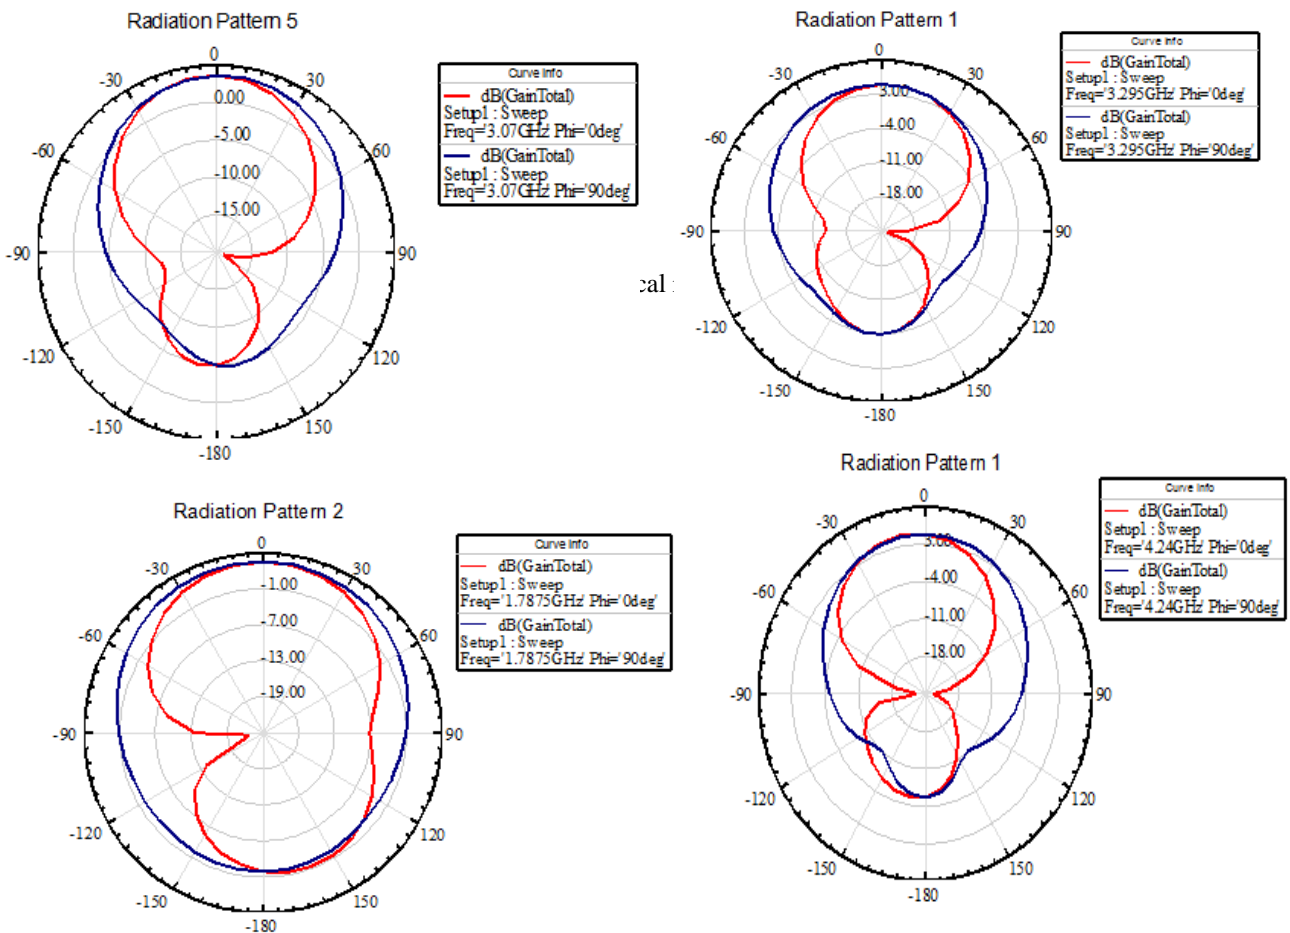 Radiation Pattern 5
0
-30
30
0.00
-5.00
-60
60
-10.00
-15.00
-90
90
-120
120
-150
150
-180
Curve Info
dB(GainTotal)
Setup1 : Sweep
Freq='3.07GHz' Phi='0deg'
dB(GainTotal)
Setup1 : Sweep
Freq='3.07GHz' Phi='90deg'
Radiation Pattern 1
0
-30
30
3.00
-4.00
-60
60
-11.00
-18.00
-90
90
-120
120
-150
150
-180
Curve Info
dB(GainTotal)
Setup1 : Sweep
Freq='3.295GHz' Phi='0deg'
dB(GainTotal)
Setup1 : Sweep
Freq='3.295GHz' Phi='90deg'
cal
Radiation Pattern 2
0
-30
30
-1.00
-7.00
-60
60
-13.00
-19.00
-90
90
-120
120
-150
150
-180
Curve Info
dB(GainTotal)
Setup1 : Sweep
Freq='1.7875GHz' Phi='0deg'
dB(GainTotal)
Setup1 : Sweep
Freq='1.7875GHz' Phi='90deg'
Radiation Pattern 1
0
-30
30
3.00
-4.00
-60
60
-11.00
-18.00
-90
90
-120
120
-150
150
-180
Curve Info
dB(GainTotal)
Setup1 : Sweep
Freq='4.24GHz' Phi='0deg'
dB(GainTotal)
Setup1 : Sweep
Freq='4.24GHz' Phi='90deg'